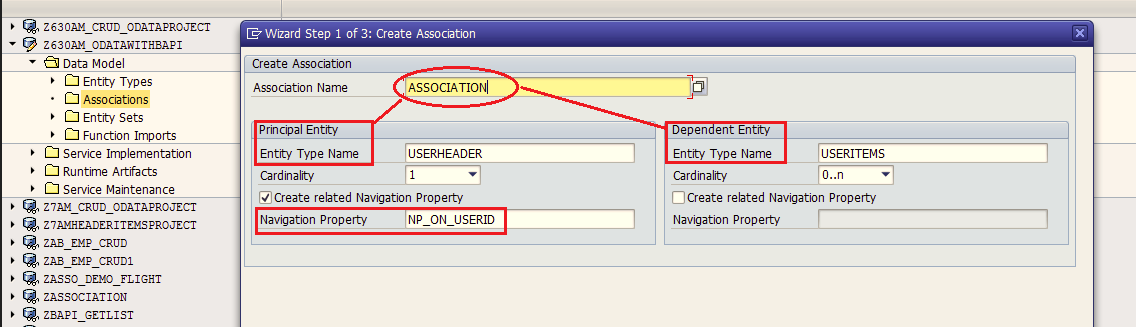 Z630AM_CRUD_ODATAPROJECT
Z630AM_ODATAWITHBAPI
Data Model
Entity Types
Associations
Entity Sets
Function Imports
Service Implementation
Runtime Artifacts
Service Maintenance
Z7AM_CRUD_ODATAPROJECT
Z7AMHEADERITEMSPROJECT
ZAB_EMP_CRUD
ZAB_EMP_CRUD1
ZASSO_DEMO_FLIGHT
ZASSOCIATION
ZBAPI_GETLIST
Wizard Step 1 of 3: Create Association
Create Association
Association Name ASSOCIATION
Principal Entity
Entity Type Name USERHEADER
Cardinality 1
Create related Navigation Property
Navigation Property NP_ON_USERID
Dependent Entity
Entity Type Name USERITEMS
Cardinality 0..n
Create related Navigation Property
Navigation Property